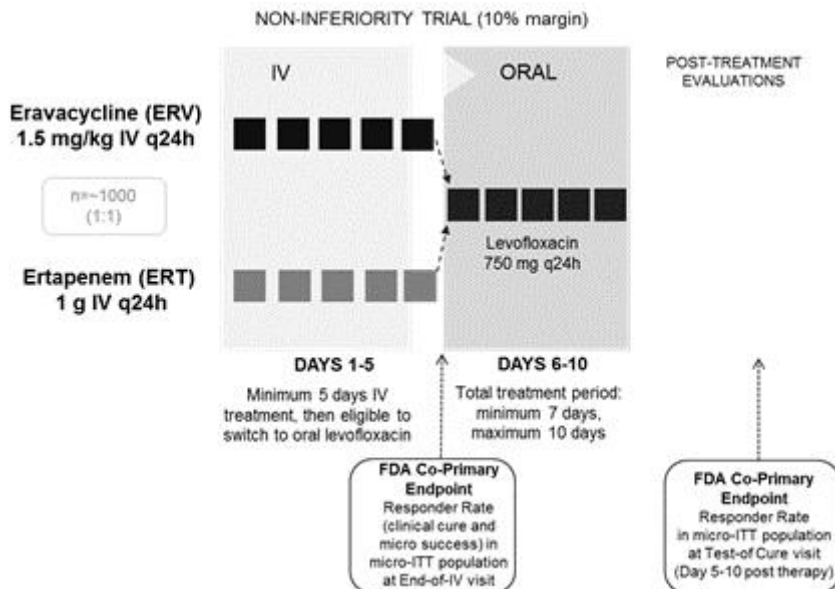 NON-INFERIORITY TRIAL (10% margin)
IV
ORAL
POST-TREATMENT
EVALUATIONS
Eravacycline (ERV)
1.5 mg/kg IV q24h
n=~1000
(1:1)
Levofloxacin
750 mg q24h
Ertapenem (ERT)
1 g IV q24h
DAYS 1-5
DAYS 6-10
Minimum 5 days IV
treatment, then eligible to
switch to oral levofloxacin
Total treatment period:
minimum 7 days,
maximum 10 days
FDA Co-Primary
Endpoint
Responder Rate
(clinical cure and
micro success) in
micro-ITT population
at End-of-IV visit
FDA Co-Primary
Endpoint
Responder Rate
in micro-ITT population
at Test-of Cure visit
(Day 5-10 post therapy)